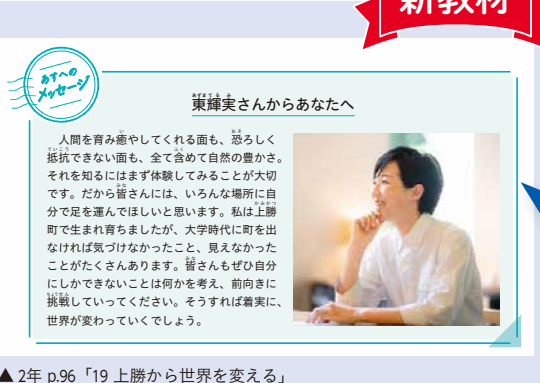 新教材
あすへの
メッセージ
東輝実さんからあなたへ
あずまてるみ
人間を育み癒やしてくれる面も、恐ろしく
抵抗できない面も、全て含めて自然の豊かさ。
それを知るにはまず体験してみることが大切
です。だから皆さんには、いろんな場所に自
分で足を運んでほしいと思います。私は上勝
町で生まれ育ちましたが、大学時代に町を出
なければ気づけなかったこと、見えなかった
ことがたくさんあります。皆さんもぜひ自分
にしかできないことは何かを考え、前向きに
挑戦していってください。そうすれば着実に、
世界が変わっていくでしょう。
▲ 2年 p.96「19 上勝から世界を変える」